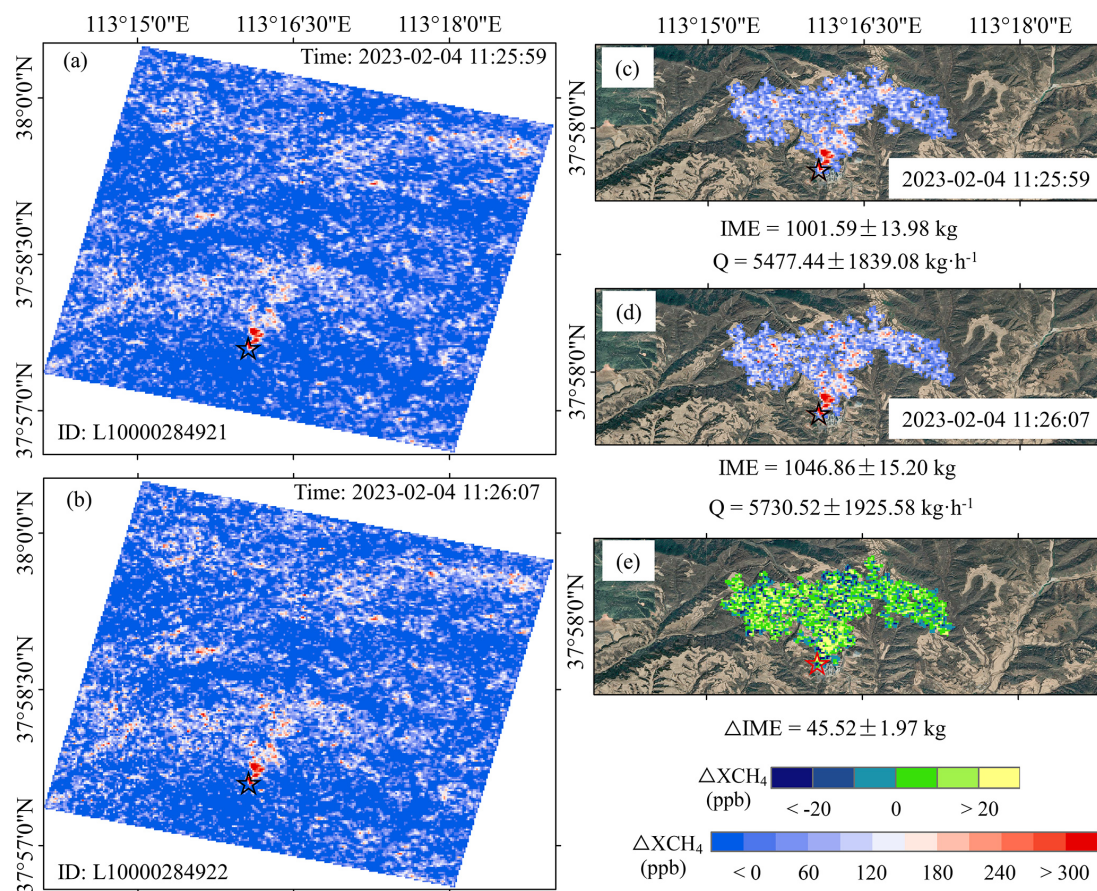 113°15'0"E 113°16'30"E 113°18'0"E
113°15'0"E 113°16'30"E 113°18'0"E
(a)
Time: 2023-02-04 11:25:59
38°0'0"N
37°58'30"N
37°57'0"N
ID: L10000284921
(b)
Time: 2023-02-04 11:26:07
38°0'0"N
37°58'30"N
37°57'0"N
ID: L10000284922
(c)
37°58'0"N
2023-02-04 11:25:59
IME = 1001.59±13.98 kg
Q = 5477.44±1839.08 kg·h⁻¹
(d)
37°58'0"N
2023-02-04 11:26:07
IME = 1046.86±15.20 kg
Q = 5730.52±1925.58 kg·h⁻¹
(e)
37°58'0"N
△IME = 45.52±1.97 kg
△XCH₄
(ppb)
< -20 0 > 20
△XCH₄
(ppb)
< 0 60 120 180 240 > 300